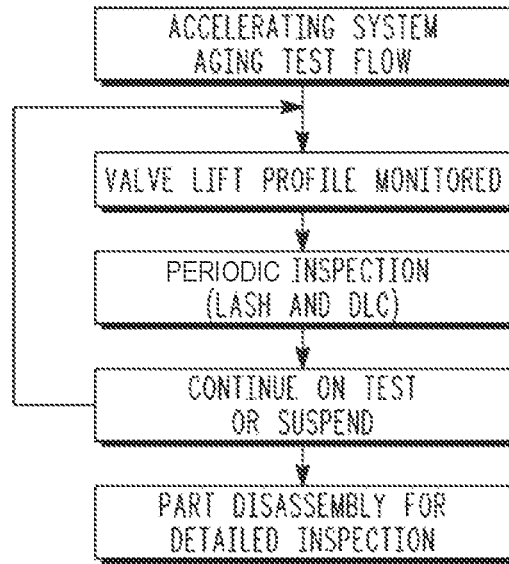 ACCELERATING SYSTEM
AGING TEST FLOW
VALVE LIFT PROFILE MONITORED
PERIODIC INSPECTION
(LASH AND DLC)
CONTINUE ON TEST
OR SUSPEND
PART DISASSEMBLY FOR
DETAILED INSPECTION